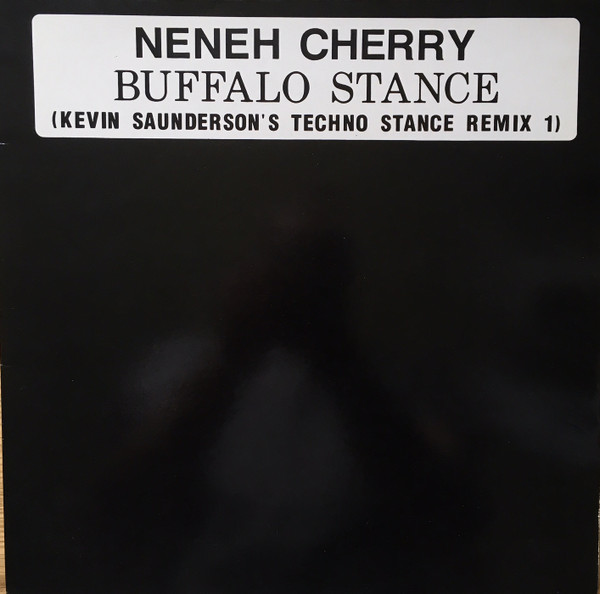 NENEH CHERRY
BUFFALO STANCE
(KEVIN SAUNDERSON'S TECHNO STANCE REMIX 1)